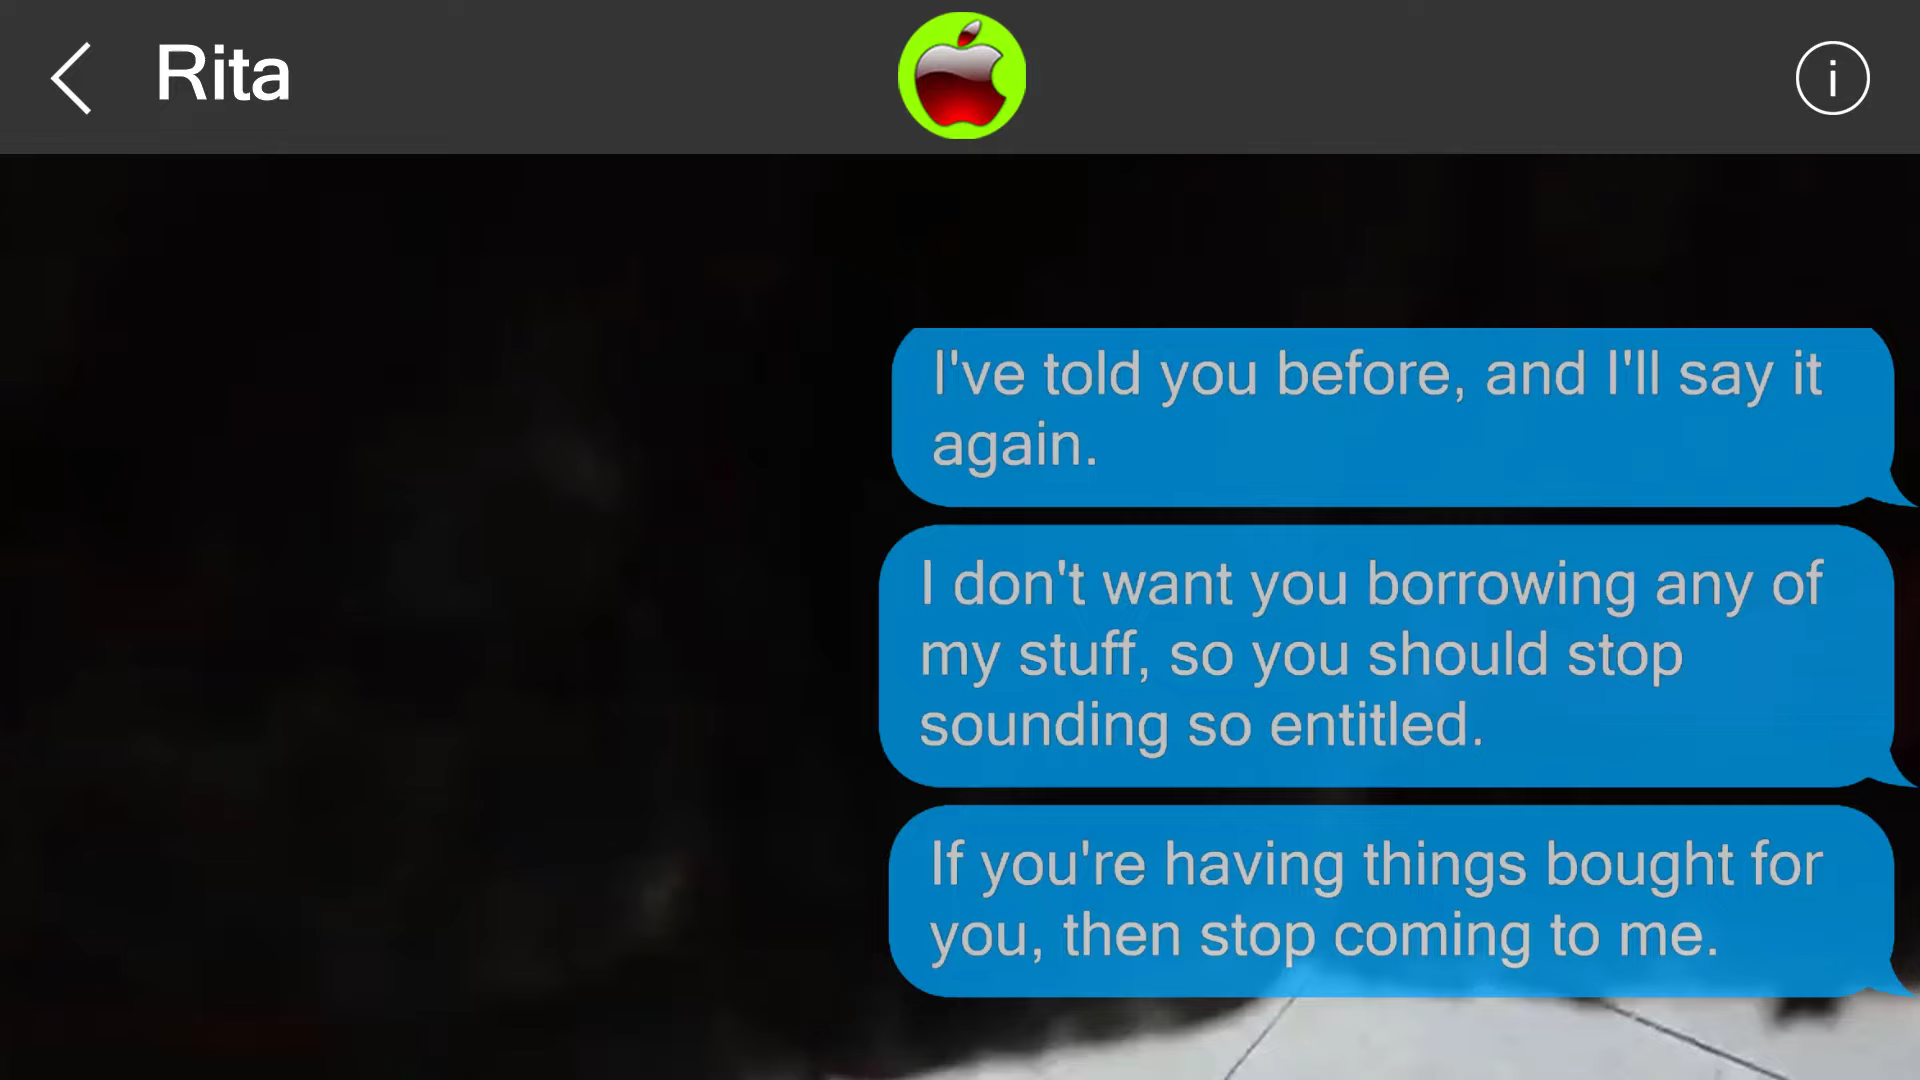 Rita
i
I've told you before, and I'll say it
again.
I don't want you borrowing any of
my stuff, so you should stop
sounding so entitled.
If you're having things bought for
you, then stop coming to me.